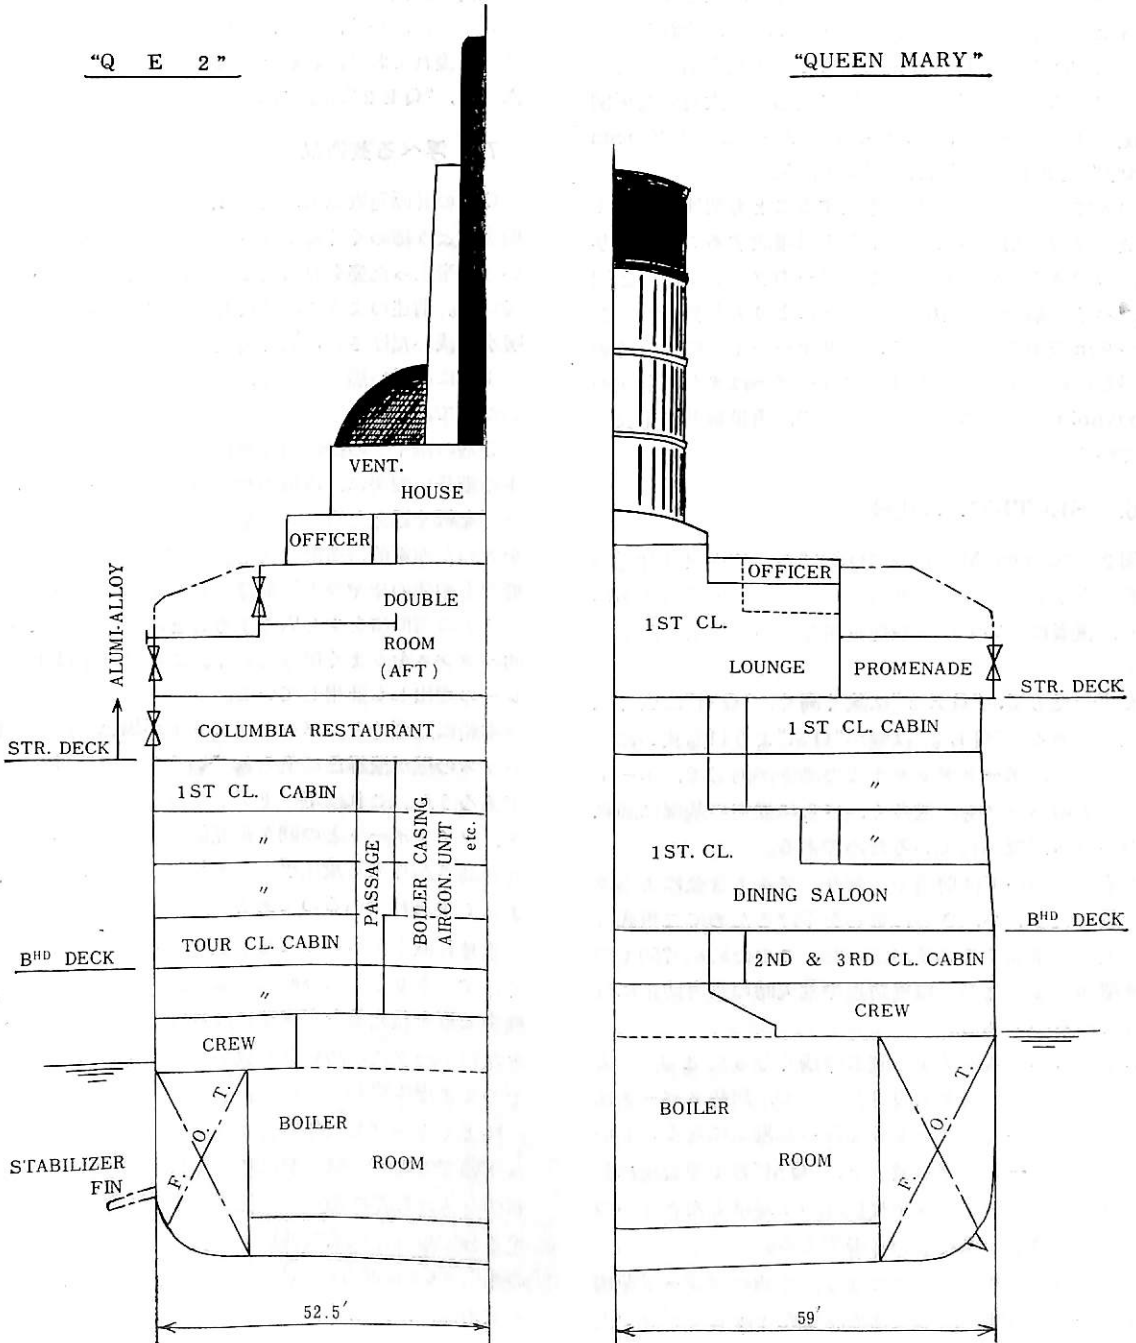 "Q E 2"
VENT.
HOUSE
OFFICER
DOUBLE
ROOM
(AFT)
ALUMI-ALLOY
COLUMBIA RESTAURANT
STR. DECK
1ST CL. CABIN
"
"
TOUR CL. CABIN
"
PASSAGE
BOILER CASING
AIRCON. UNIT
etc.
BHD DECK
CREW
F. O. T.
BOILER
ROOM
STABILIZER
FIN
52.5′
"QUEEN MARY"
OFFICER
1ST CL.
LOUNGE
PROMENADE
STR. DECK
1ST CL. CABIN
"
"
1ST. CL.
DINING SALOON
BHD DECK
2ND & 3RD CL. CABIN
CREW
F. O. T.
BOILER
ROOM
59′